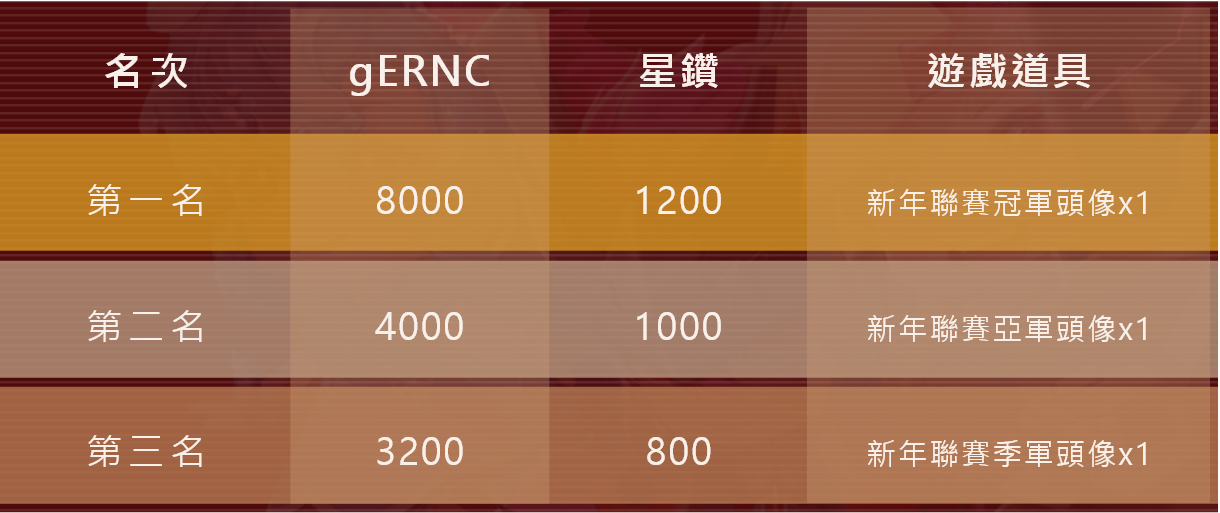 名次 gERNC 星鑽 遊戲道具
第一名 8000 1200 新年聯賽冠軍頭像x1
第二名 4000 1000 新年聯賽亞軍頭像x1
第三名 3200 800 新年聯賽季軍頭像x1